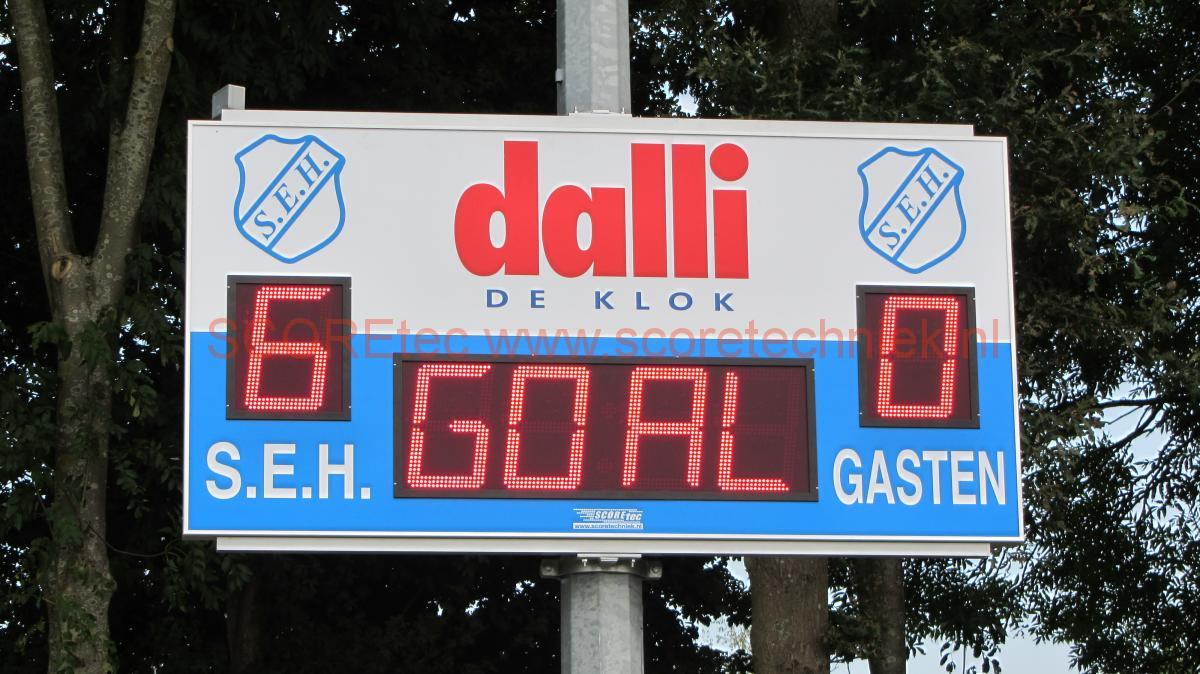 S.E.H.
dalli
S.E.H.
DE KLOK
SCOREtec www.scoretechniek.nl
6
0
GOAL
S.E.H.
GASTEN
SCOREtec
www.scoretechniek.nl